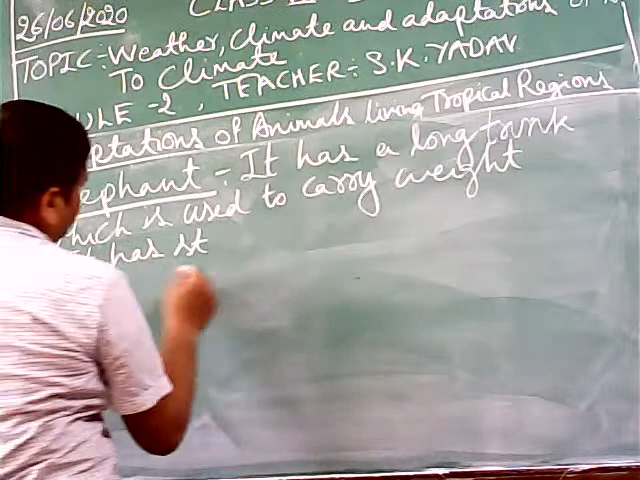 26/06/2020 CLASS
TOPIC:- Weather, Climate and adaptations of
To Climate
ULE -2, TEACHER:- S.K. YADAV
ptations of Animals living Tropical Regions
ephant :- It has a long trunk
hich is used to carry weight
has st